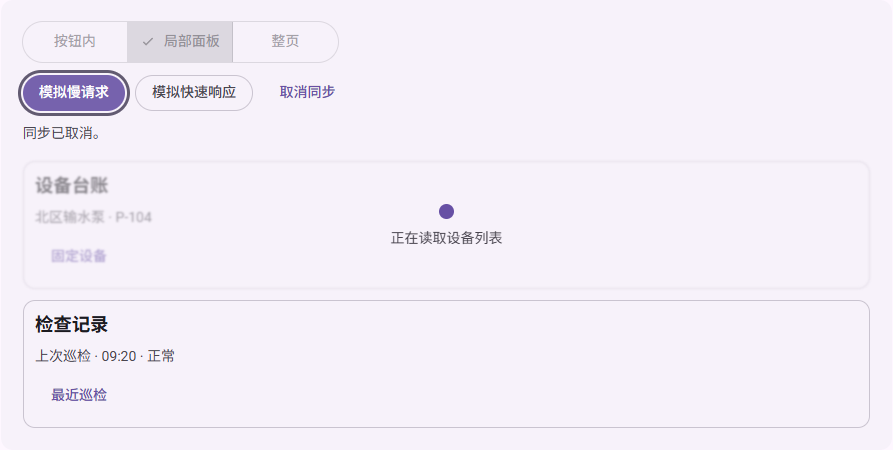 按钮内 局部面板 整页
模拟慢请求 模拟快速响应 取消同步
同步已取消。
设备台账
北区输水泵 · P-104
固定设备
正在读取设备列表
检查记录
上次巡检 · 09:20 · 正常
最近巡检